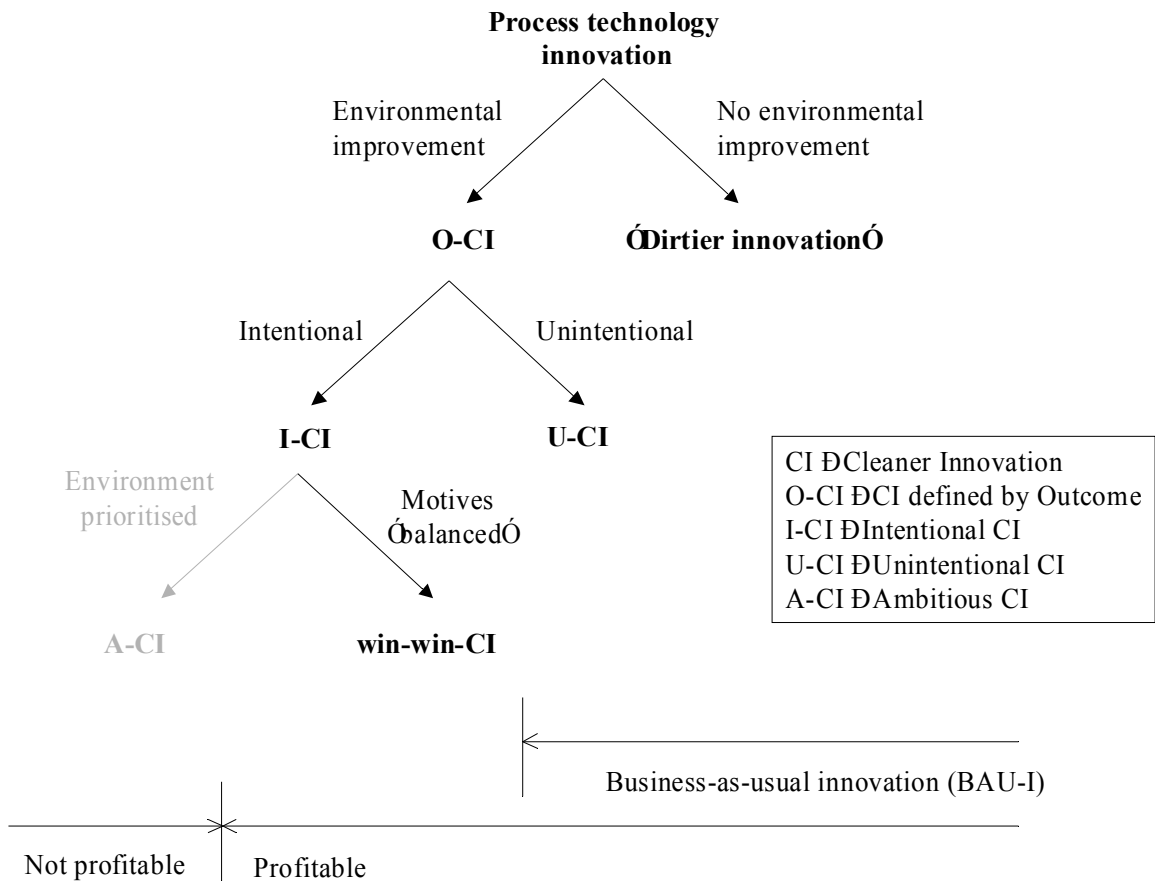 Process technology
innovation
Environmental
improvement
No environmental
improvement
O-CI
ÓDirtier innovationÓ
Intentional
Unintentional
I-CI
U-CI
Environment
prioritised
Motives
ÓbalancedÓ
CI ÐCleaner Innovation
O-CI ÐCI defined by Outcome
I-CI ÐIntentional CI
U-CI ÐUnintentional CI
A-CI ÐAmbitious CI
A-CI
win-win-CI
Business-as-usual innovation (BAU-I)
Not profitable
Profitable